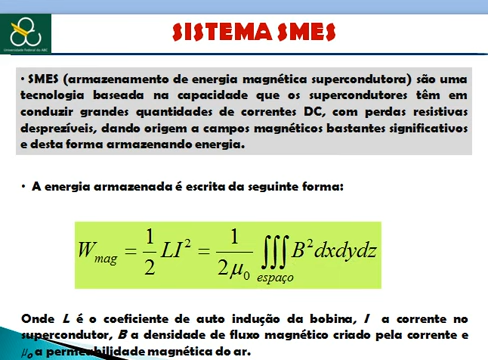 SISTEMA SMES
Universidade Federal do ABC
• SMES (armazenamento de energia magnética supercondutora) são uma
tecnologia baseada na capacidade que os supercondutores têm em
conduzir grandes quantidades de correntes DC, com perdas resistivas
desprezíveis, dando origem a campos magnéticos bastantes significativos
e desta forma armazenando energia.
• A energia armazenada é escrita da seguinte forma:
W_mag = 1/2 LI² = 1/(2μ₀) ∭_espaço B² dxdydz
Onde L é o coeficiente de auto indução da bobina, I a corrente no
supercondutor, B a densidade de fluxo magnético criado pela corrente e
μ₀ a permeabilidade magnética do ar.